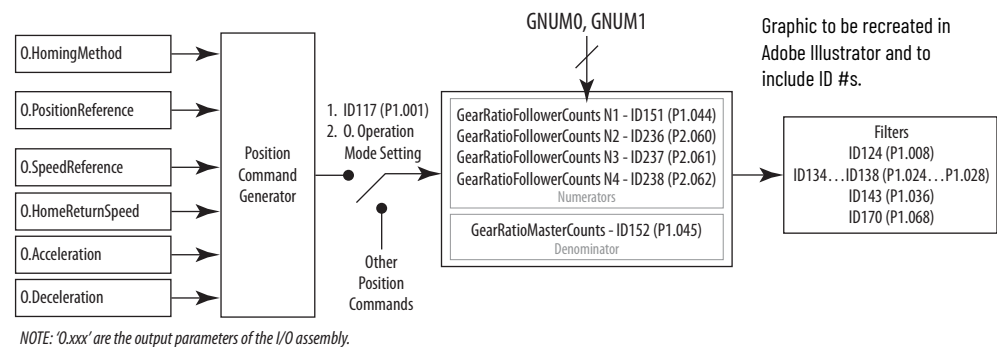 GNUM0, GNUM1
Graphic to be recreated in
Adobe Illustrator and to
include ID #s.
O.HomingMethod
O.PositionReference
O.SpeedReference
O.HomeReturnSpeed
O.Acceleration
O.Deceleration
Position
Command
Generator
1. ID117 (P1.001)
2. O. Operation
Mode Setting
Other
Position
Commands
GearRatioFollowerCounts N1 - ID151 (P1.044)
GearRatioFollowerCounts N2 - ID236 (P2.060)
GearRatioFollowerCounts N3 - ID237 (P2.061)
GearRatioFollowerCounts N4 - ID238 (P2.062)
Numerators
GearRatioMasterCounts - ID152 (P1.045)
Denominator
Filters
ID124 (P1.008)
ID134…ID138 (P1.024…P1.028)
ID143 (P1.036)
ID170 (P1.068)
NOTE: 'O.xxx' are the output parameters of the I/O assembly.